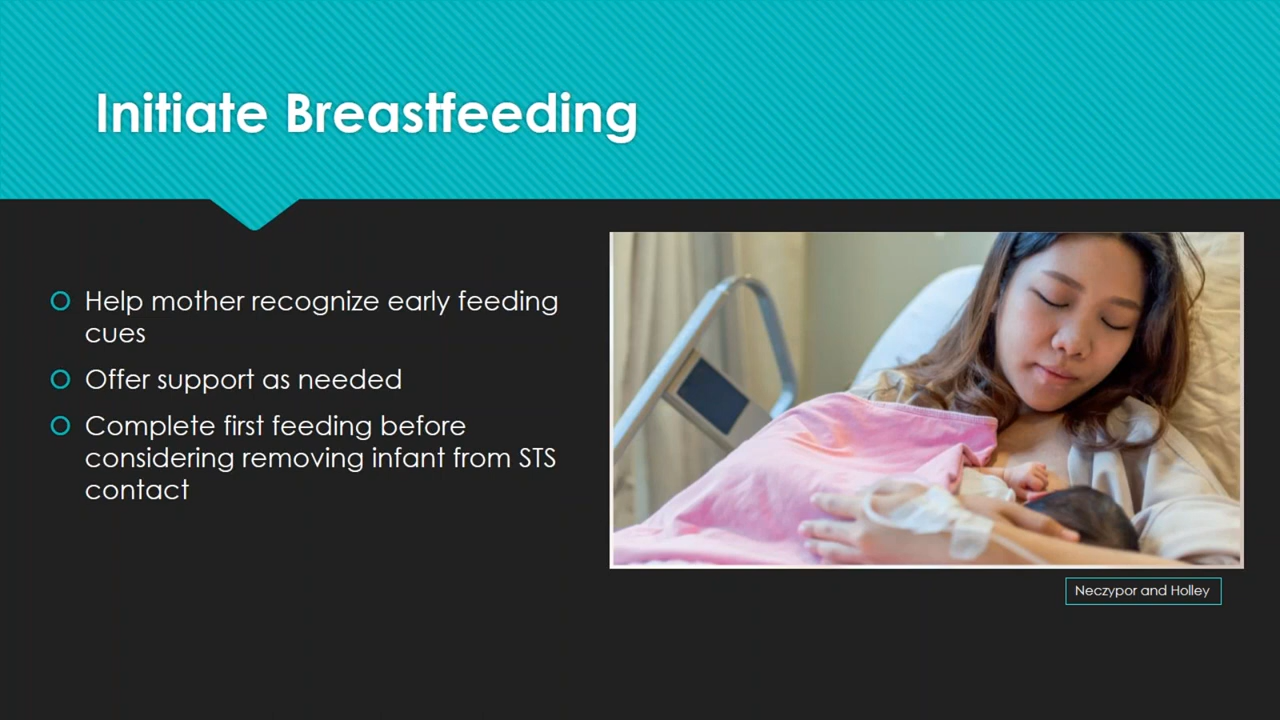 Initiate Breastfeeding
Help mother recognize early feeding
cues
Offer support as needed
Complete first feeding before
considering removing infant from STS
contact
Neczypor and Holley